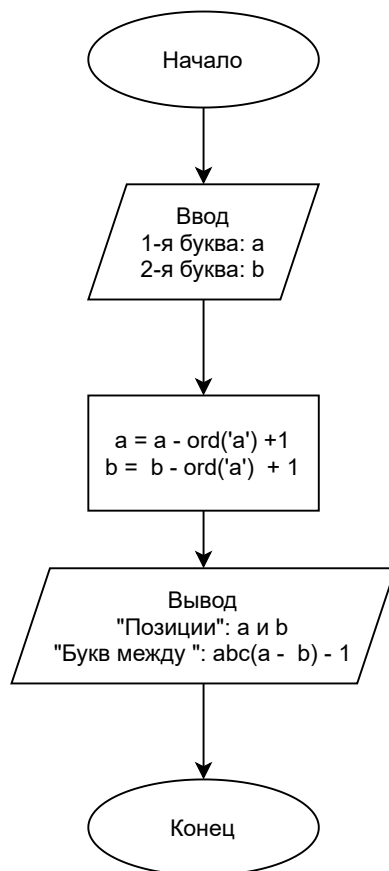 Начало
Ввод
1-я буква: a
2-я буква: b
a = a - ord('a') +1
b =  b - ord('a')  + 1
Вывод
"Позиции": a и b
"Букв между ": abc(a -  b) - 1
Конец